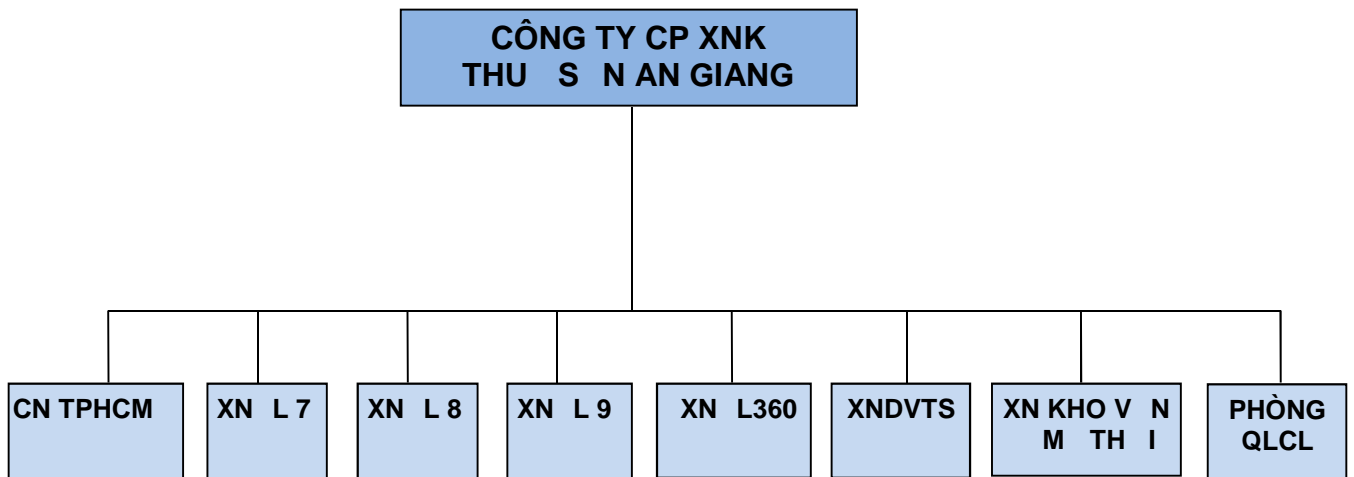 CÔNG TY CP XNK
THU S N AN GIANG
CN TPHCM
XN L 7
XN L 8
XN L 9
XN L360
XNDVTS
XN KHO V N
M TH I
PHÒNG
QLCL